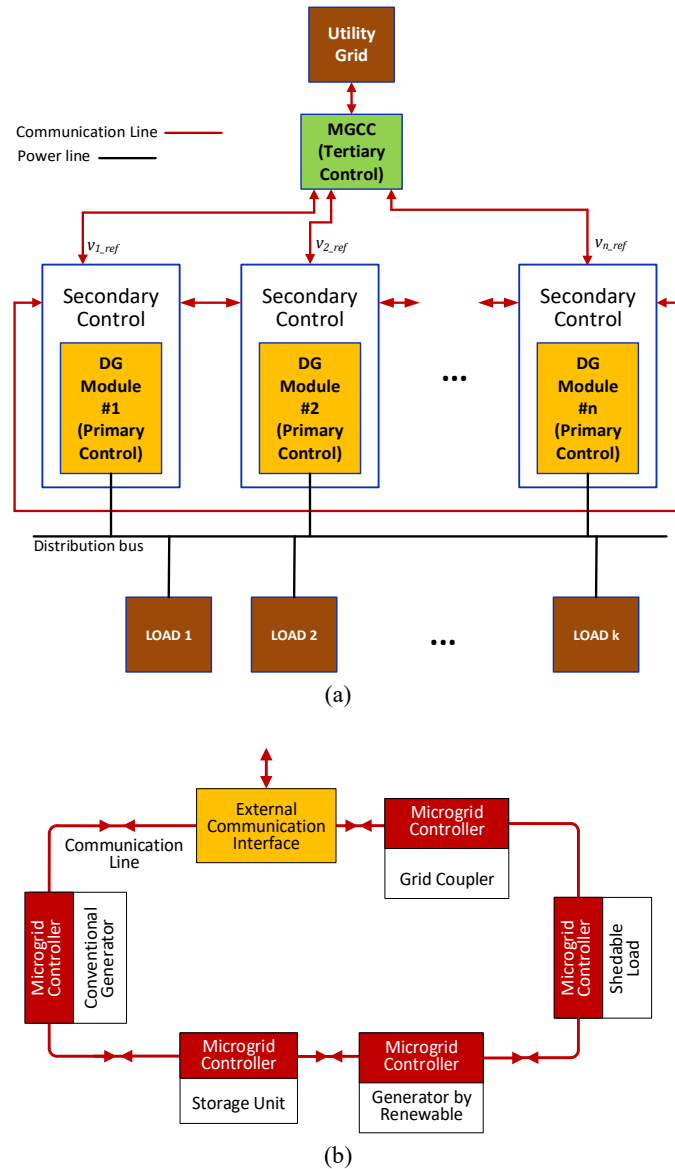 Utility
Grid
Communication Line
Power line
MGCC
(Tertiary
Control)
v1_ref
v2_ref
vn_ref
Secondary
Control
DG
Module
#1
(Primary
Control)
Secondary
Control
DG
Module
#2
(Primary
Control)
...
Secondary
Control
DG
Module
#n
(Primary
Control)
Distribution bus
LOAD 1
LOAD 2
...
LOAD k
(a)
External
Communication
Interface
Communication
Line
Microgrid
Controller
Grid Coupler
Microgrid
Controller
Conventional
Generator
Microgrid
Controller
Shedable
Load
Microgrid
Controller
Storage Unit
Microgrid
Controller
Generator by
Renewable
(b)